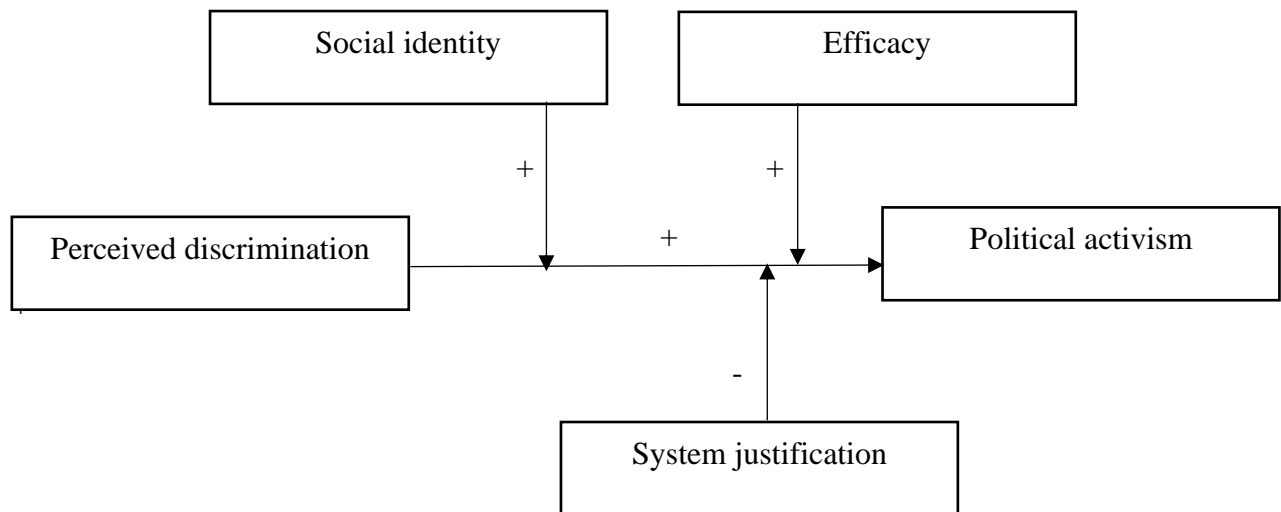 Social identity
Efficacy
+
+
Perceived discrimination
+
Political activism
-
System justification